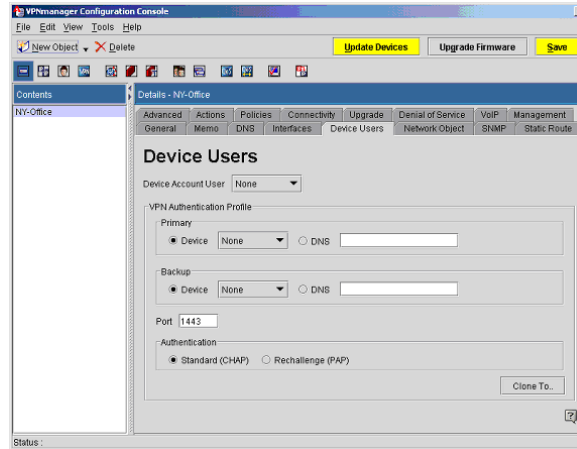 VPNmanager Configuration Console
File Edit View Tools Help
New Object Delete Update Devices Upgrade Firmware Save
Contents Details - NY-Office
NY-Office
Advanced Actions Policies Connectivity Upgrade Denial of Service VoIP Management
General Memo DNS Interfaces Device Users Network Object SNMP Static Route
Device Users
Device Account User None
VPN Authentication Profile
Primary
Device None DNS
Backup
Device None DNS
Port 1443
Authentication
Standard (CHAP) Rechallenge (PAP)
Clone To..
?
Status :